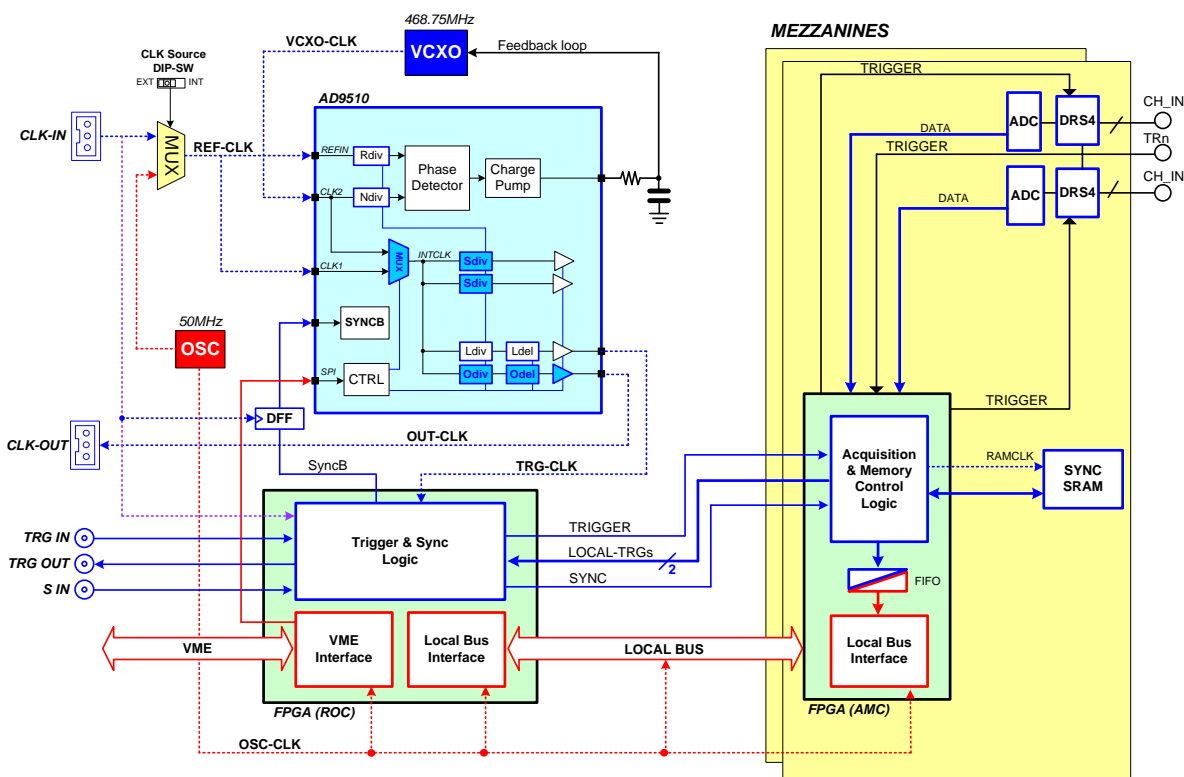 468.75MHz
VCXO
VCXO-CLK
Feedback loop
MEZZANINES
CLK Source
DIP-SW
EXT
INT
CLK-IN
MUX
REF-CLK
AD9510
REFIN
Rdiv
CLK2
Ndiv
Phase
Detector
Charge
Pump
CLK1
MUX
INTCLK
Sdiv
Sdiv
SYNCB
Ldiv
Ldel
SPI
CTRL
Odiv
Odel
50MHz
OSC
DFF
CLK-OUT
OUT-CLK
SyncB
TRG-CLK
TRIGGER
CH_IN
ADC
DRS4
DATA
TRIGGER
TRn
ADC
DRS4
CH_IN
DATA
TRIGGER
Acquisition
& Memory
Control
Logic
RAMCLK
SYNC
SRAM
FIFO
Local Bus
Interface
FPGA (AMC)
TRG IN
TRG OUT
S IN
Trigger & Sync
Logic
TRIGGER
LOCAL-TRGs
2
SYNC
VME
VME
Interface
Local Bus
Interface
LOCAL BUS
FPGA (ROC)
OSC-CLK